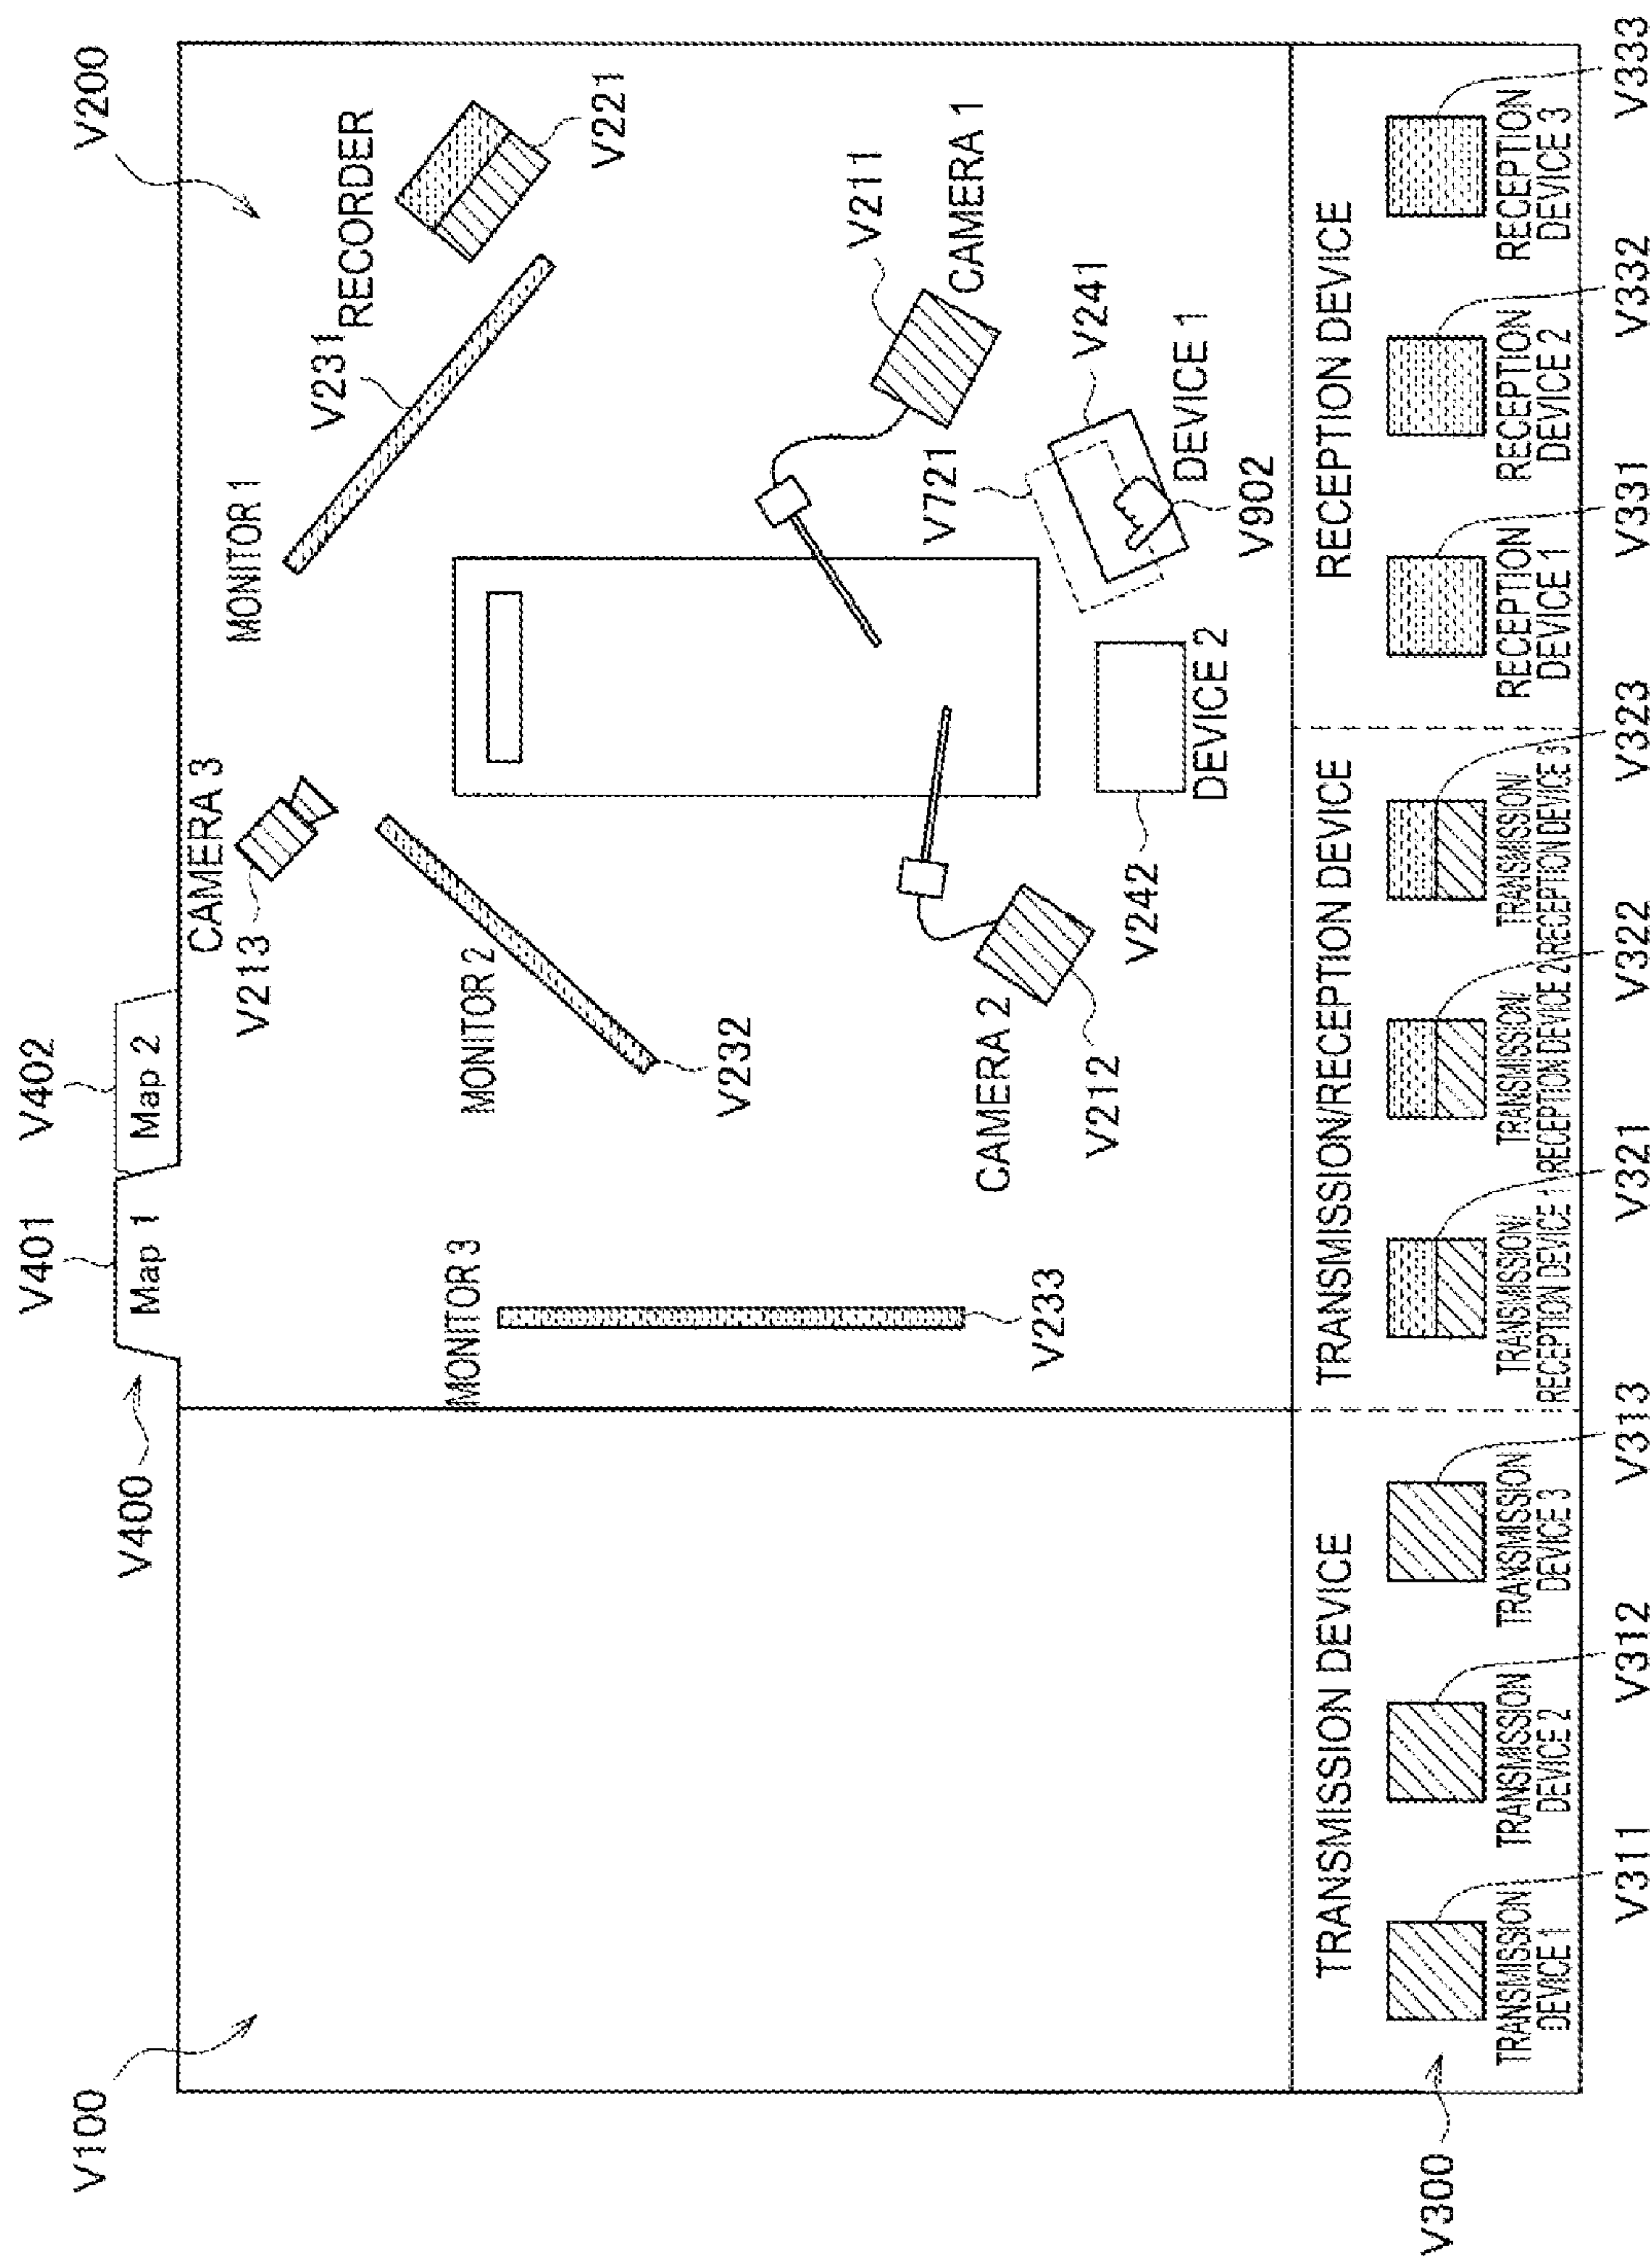 V401
V402
V400
Map 1
Map 2
V100
V200
CAMERA 3
V213
MONITOR 1
V231
RECORDER
V221
MONITOR 3
MONITOR 2
V232
V233
V211
CAMERA 1
CAMERA 2
V212
V721
V241
DEVICE 1
V902
V242
DEVICE 2
TRANSMISSION DEVICE
TRANSMISSION/RECEPTION DEVICE
RECEPTION DEVICE
V300
TRANSMISSION
DEVICE 1
TRANSMISSION
DEVICE 2
TRANSMISSION
DEVICE 3
TRANSMISSION/
RECEPTION DEVICE 1
TRANSMISSION/
RECEPTION DEVICE 2
TRANSMISSION/
RECEPTION DEVICE 3
RECEPTION
DEVICE 1
RECEPTION
DEVICE 2
RECEPTION
DEVICE 3
V311
V312
V313
V321
V322
V323
V331
V332
V333